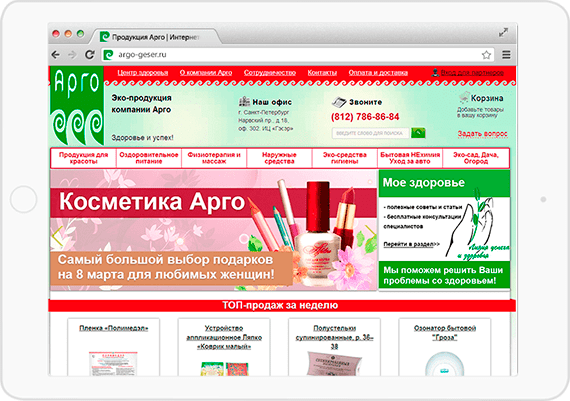 Продукция Арго | Интернет
argo-geser.ru
Арго
Центр здоровья О компании Арго Сотрудничество Контакты Оплата и доставка Вход для партнеров
Эко-продукция
компании Арго
Здоровье и успех!
Наш офис
г. Санкт-Петербург
Нарвский пр., д.18,
оф. 302. ИЦ «Гэсэр»
Звоните
(812) 786-86-84
ВВЕДИТЕ СЛОВО ДЛЯ ПОИСКА
Корзина
Добавьте товары
в вашу корзину
Задать вопрос
Продукция для красоты
Оздоровительное питание
Физиотерапия и массаж
Наружные средства
Эко-средства гигиены
Бытовая НЕхимия Уход за авто
Эко-сад, Дача, Огород
Косметика Арго
Самый большой выбор подарков
на 8 марта для любимых женщин!
Мое здоровье
- полезные советы и статьи
- бесплатные консультации
специалистов
Перейти в раздел>>
Мы поможем решить Ваши
проблемы со здоровьем!
ТОП-продаж за неделю
Пленка «Полимедэл»
Устройство
аппликационное Ляпко
«Коврик малый»
Полустельки
супинированные, р. 36–
38
Озонатор бытовой
"Гроза"